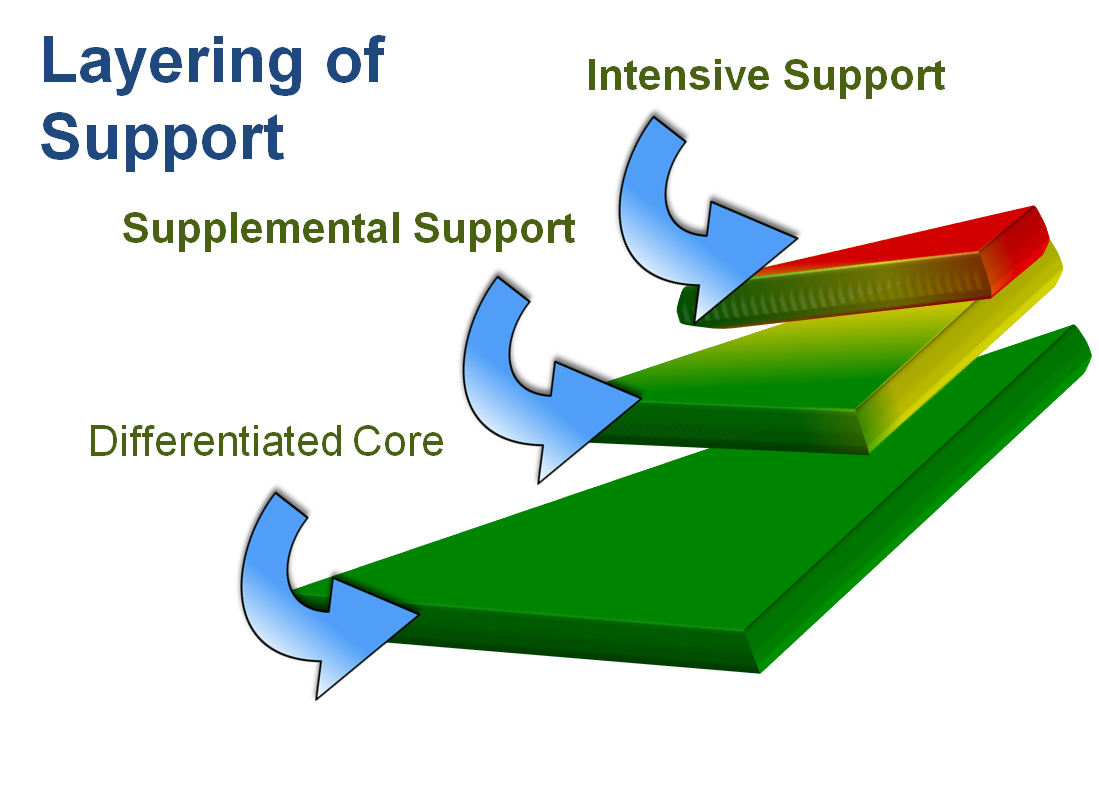 Layering of
Support
Intensive Support
Supplemental Support
Differentiated Core